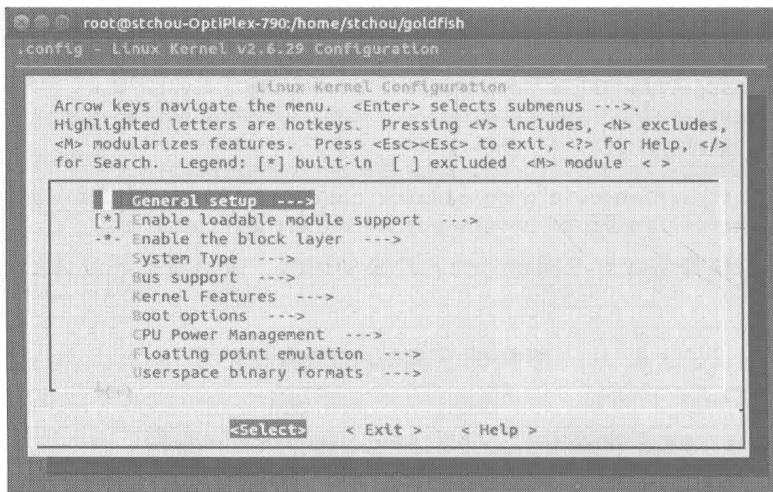 root@stchou-OptiPlex-790:/home/stchou/goldfish
.config - Linux Kernel v2.6.29 Configuration
Linux Kernel Configuration
Arrow keys navigate the menu.  <Enter> selects submenus --->.
Highlighted letters are hotkeys.  Pressing <Y> includes, <N> excludes,
<M> modularizes features.  Press <Esc><Esc> to exit, <?> for Help, </>
for Search.  Legend: [*] built-in  [ ] excluded  <M> module  < >
General setup  --->
[*] Enable loadable module support  --->
-*- Enable the block layer  --->
System Type  --->
Bus support  --->
Kernel Features  --->
Boot options  --->
CPU Power Management  --->
Floating point emulation  --->
Userspace binary formats  --->
<Select>    < Exit >    < Help >